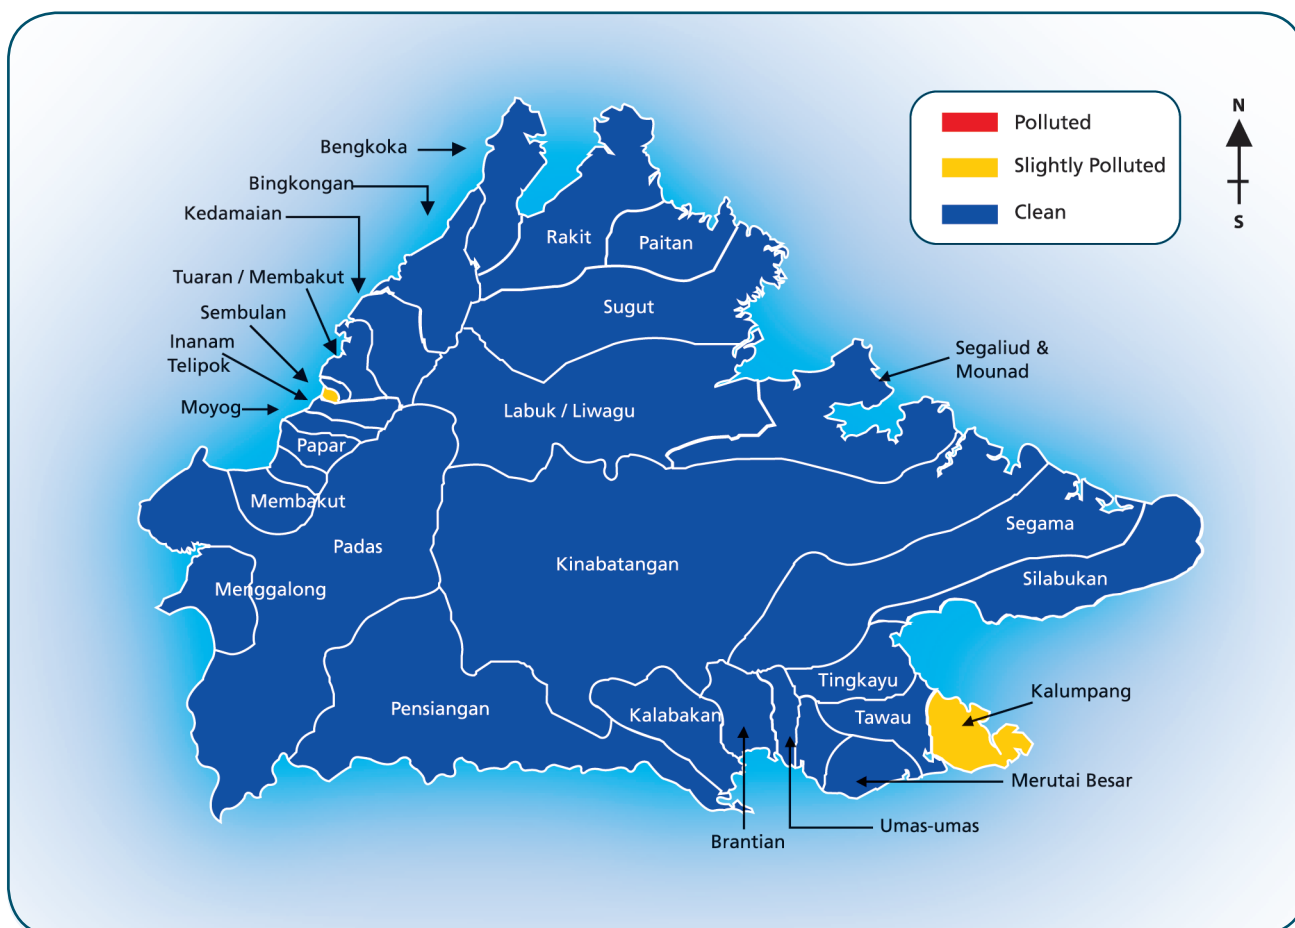 Polluted
Slightly Polluted
Clean
N
S
Bengkoka
Bingkongan
Kedamaian
Tuaran / Membakut
Sembulan
Inanam
Telipok
Moyog
Rakit
Paitan
Sugut
Segaliud &
Mounad
Labuk / Liwagu
Papar
Membakut
Padas
Menggalong
Kinabatangan
Segama
Silabukan
Pensiangan
Kalabakan
Tingkayu
Tawau
Kalumpang
Merutai Besar
Umas-umas
Brantian